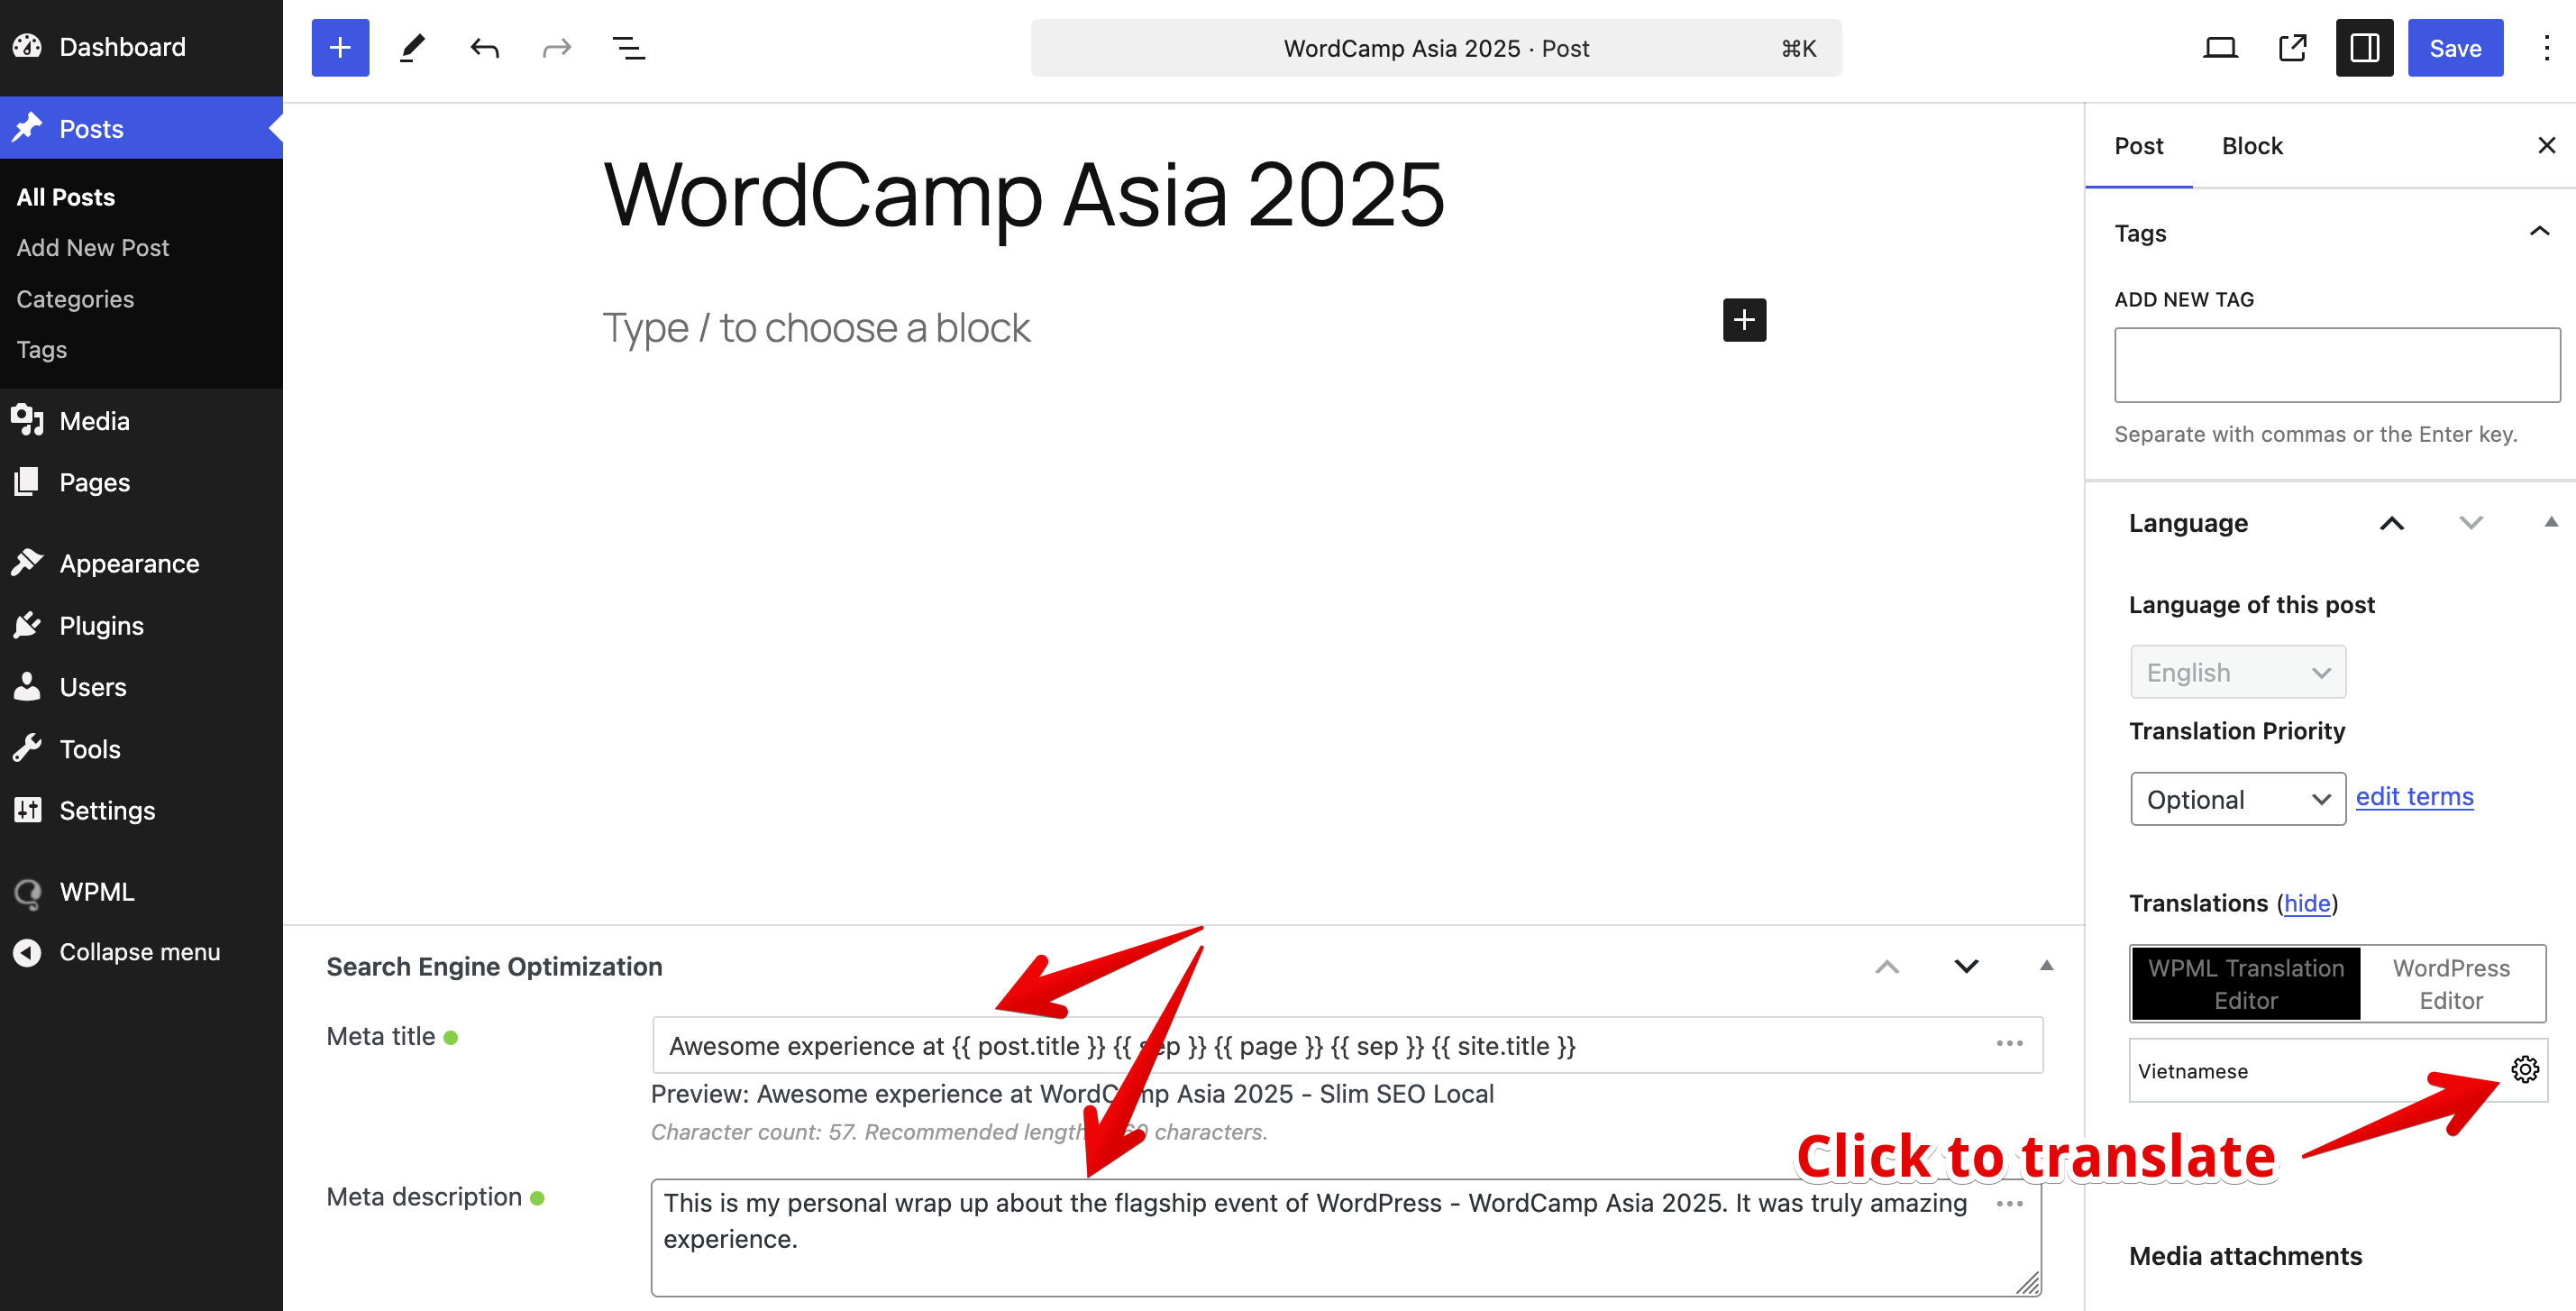 Dashboard
Posts
All Posts
Add New Post
Categories
Tags
Media
Pages
Appearance
Plugins
Users
Tools
Settings
WPML
Collapse menu
WordCamp Asia 2025 · Post
⌘K
Save
WordCamp Asia 2025
Type / to choose a block
Search Engine Optimization
Meta title
Awesome experience at {{ post.title }} {{ sep }} {{ page }} {{ sep }} {{ site.title }}
Preview: Awesome experience at WordCamp Asia 2025 - Slim SEO Local
Character count: 57. Recommended length: 60 characters.
Meta description
This is my personal wrap up about the flagship event of WordPress - WordCamp Asia 2025. It was truly amazing
experience.
Post
Block
Tags
ADD NEW TAG
Separate with commas or the Enter key.
Language
Language of this post
English
Translation Priority
Optional
edit terms
Translations (hide)
WPML Translation
Editor
WordPress
Editor
Vietnamese
Click to translate
Media attachments